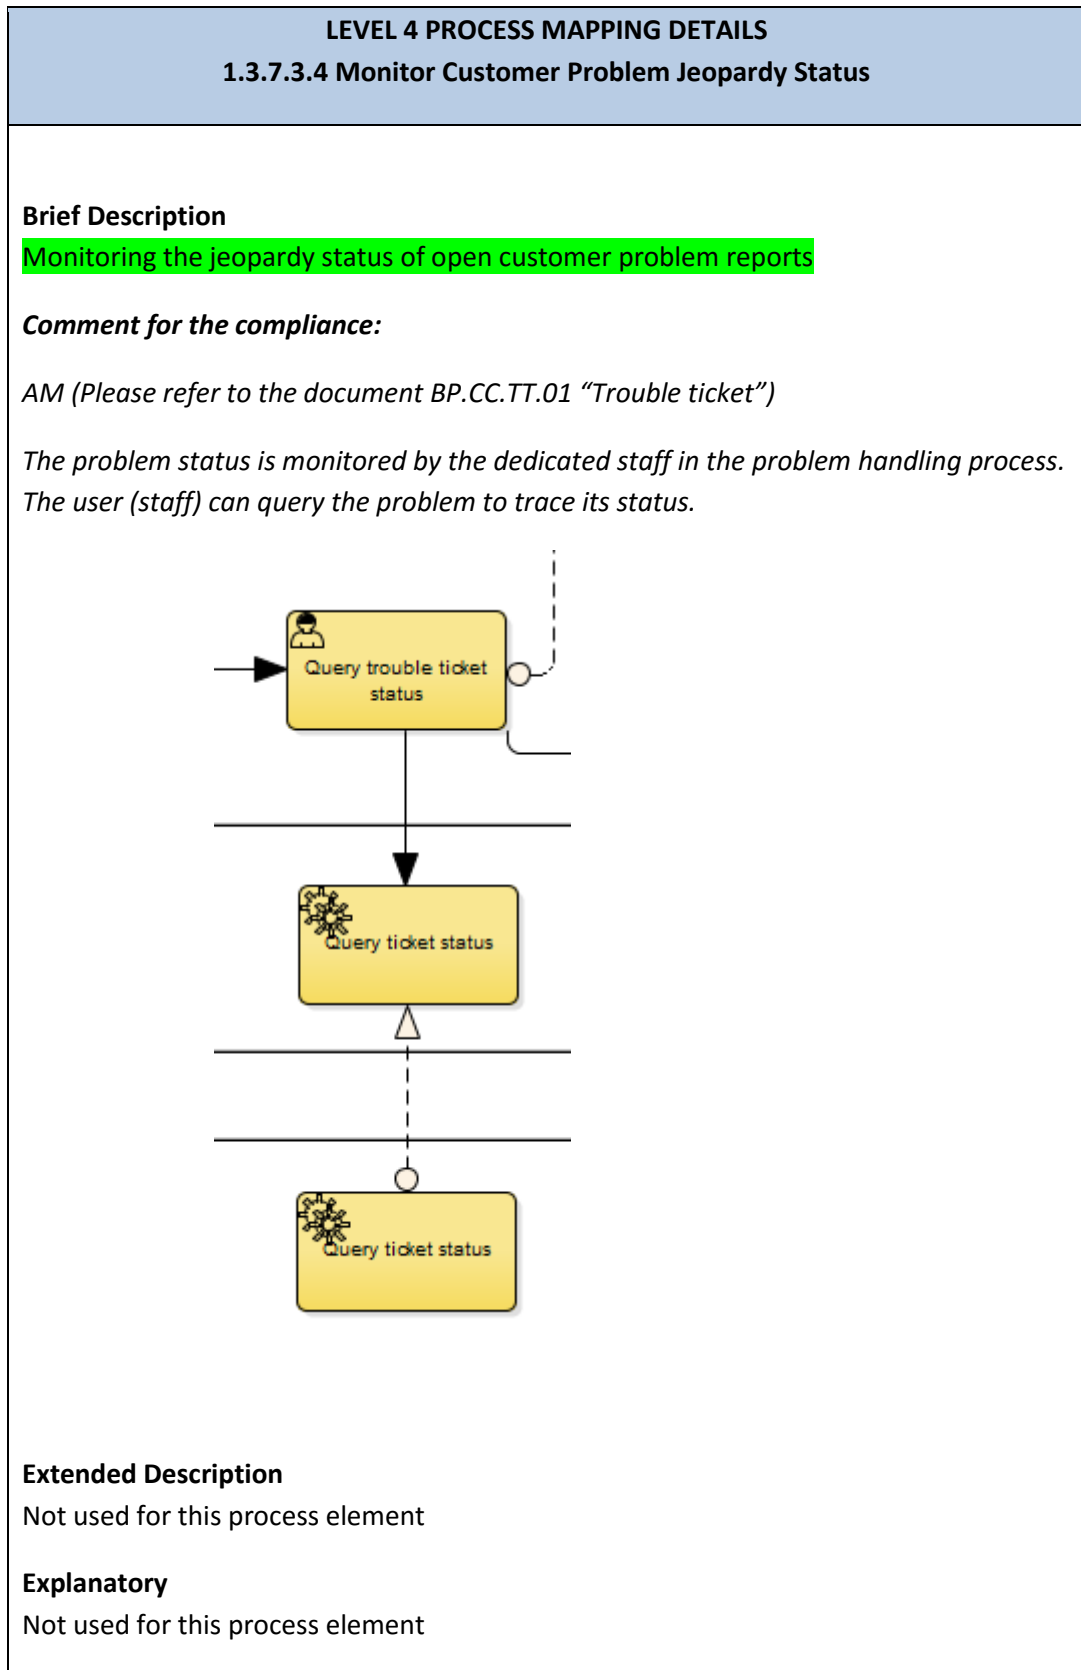 LEVEL 4 PROCESS MAPPING DETAILS
1.3.7.3.4 Monitor Customer Problem Jeopardy Status
Brief Description
Monitoring the jeopardy status of open customer problem reports
Comment for the compliance:
AM (Please refer to the document BP.CC.TT.01 “Trouble ticket”)
The problem status is monitored by the dedicated staff in the problem handling process.
The user (staff) can query the problem to trace its status.
Query trouble ticket
status
Query ticket status
Query ticket status
Extended Description
Not used for this process element
Explanatory
Not used for this process element